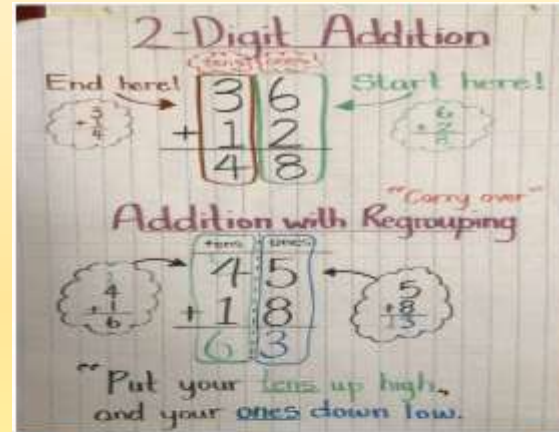 2-Digit Addition
tens ones
End here! Start here!
3 6
+ 1 2
4 8
3
+ 1
4
6
+ 2
8
"Carry over"
Addition with Regrouping
tens ones
4 5
+ 1 8
6 3
4
+ 1
6
5
+ 8
13
"Put your tens up high,
and your ones down low.